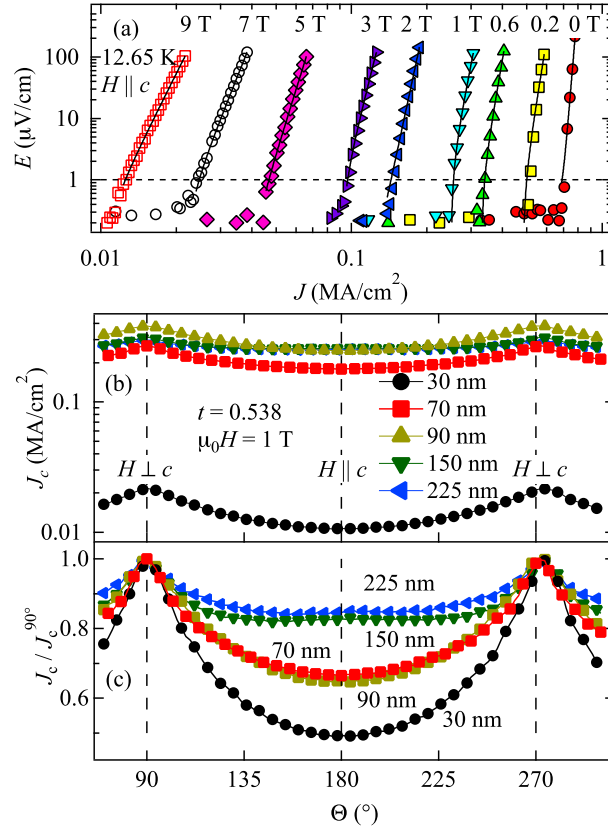 (a) 9 T 7 T 5 T 3 T 2 T 1 T 0.6 0.2 0 T
12.65 K
H || c
E (μV/cm)
100
10
1
0.01 0.1 1
J (MA/cm²)
(b)
J_c (MA/cm²)
0.1
0.01
t = 0.538
μ₀H = 1 T
30 nm
70 nm
90 nm
150 nm
225 nm
H ⊥ c H || c H ⊥ c
(c)
J_c / J_c^90°
1.0
0.8
0.6
225 nm
150 nm
70 nm
90 nm
30 nm
90 135 180 225 270
Θ (°)